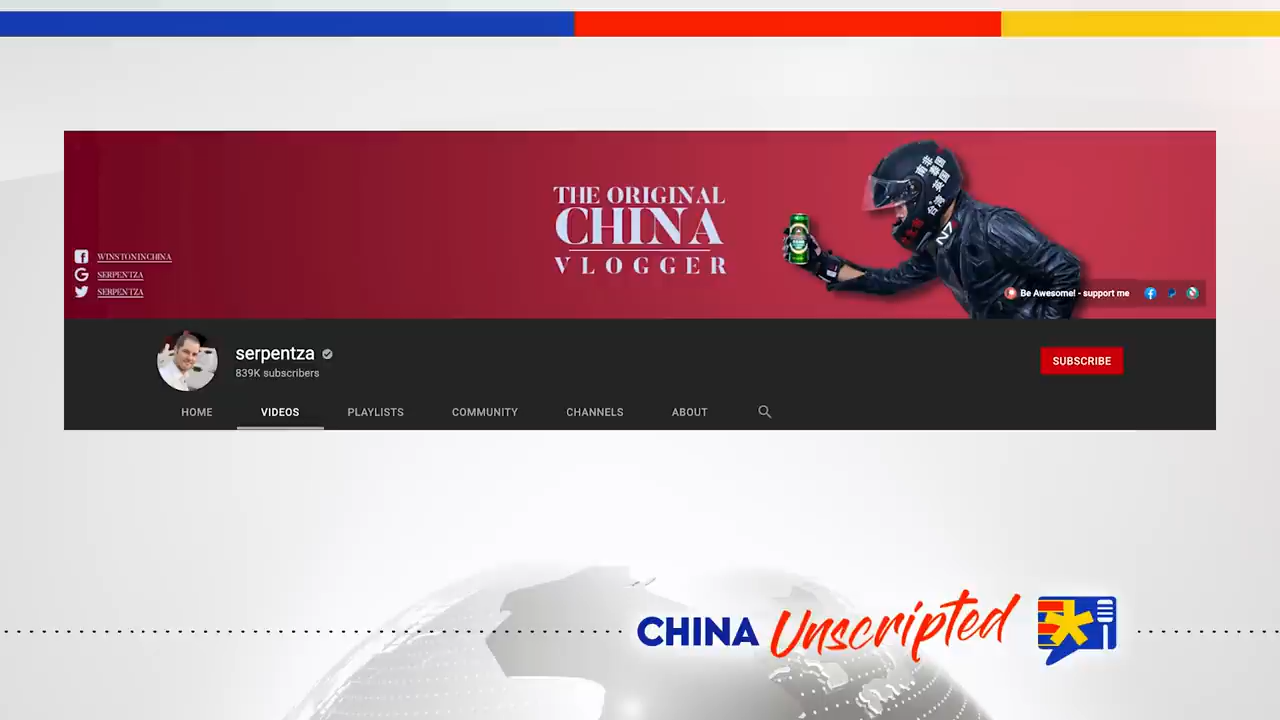 THE ORIGINAL
CHINA
VLOGGER
WINSTONINCHINA
SERPENTZA
SERPENTZA
N7
Be Awesome! - support me
serpentza
839K subscribers
SUBSCRIBE
HOME
VIDEOS
PLAYLISTS
COMMUNITY
CHANNELS
ABOUT
CHINA Unscripted